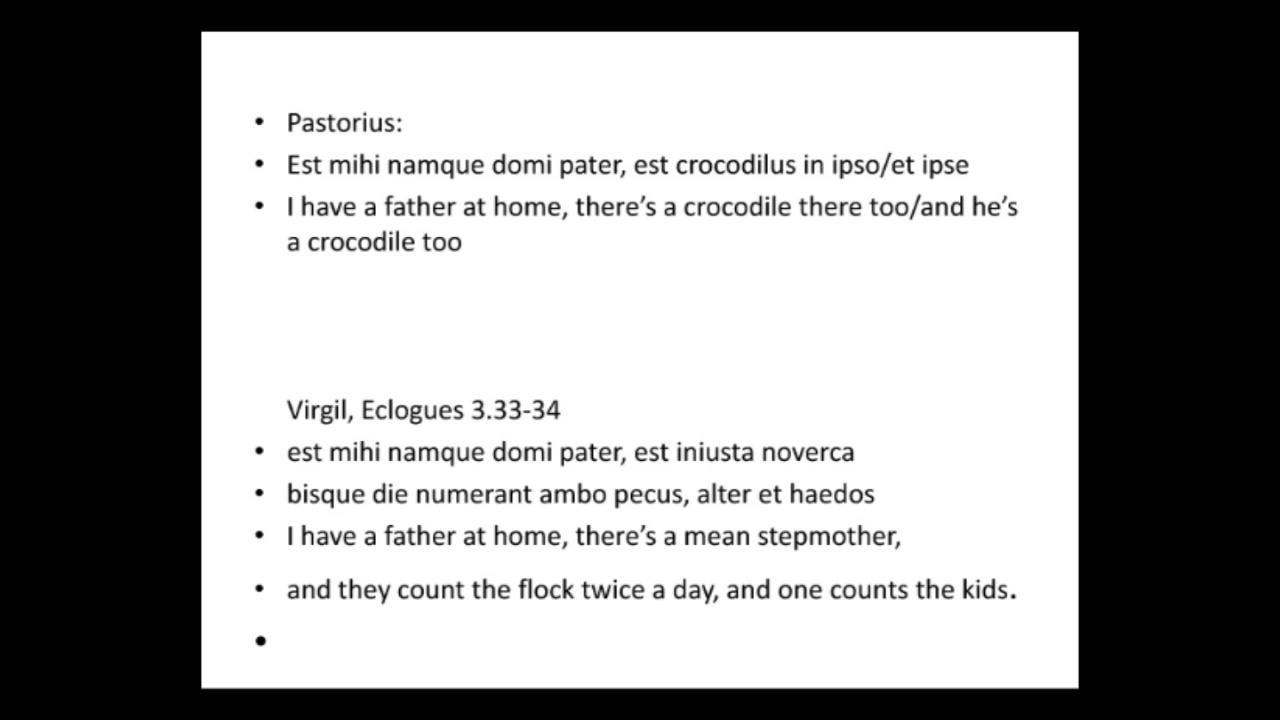 • Pastorius:
• Est mihi namque domi pater, est crocodilus in ipso/et ipse
• I have a father at home, there’s a crocodile there too/and he’s
a crocodile too
Virgil, Eclogues 3.33-34
• est mihi namque domi pater, est iniusta noverca
• bisque die numerant ambo pecus, alter et haedos
• I have a father at home, there’s a mean stepmother,
• and they count the flock twice a day, and one counts the kids.
•